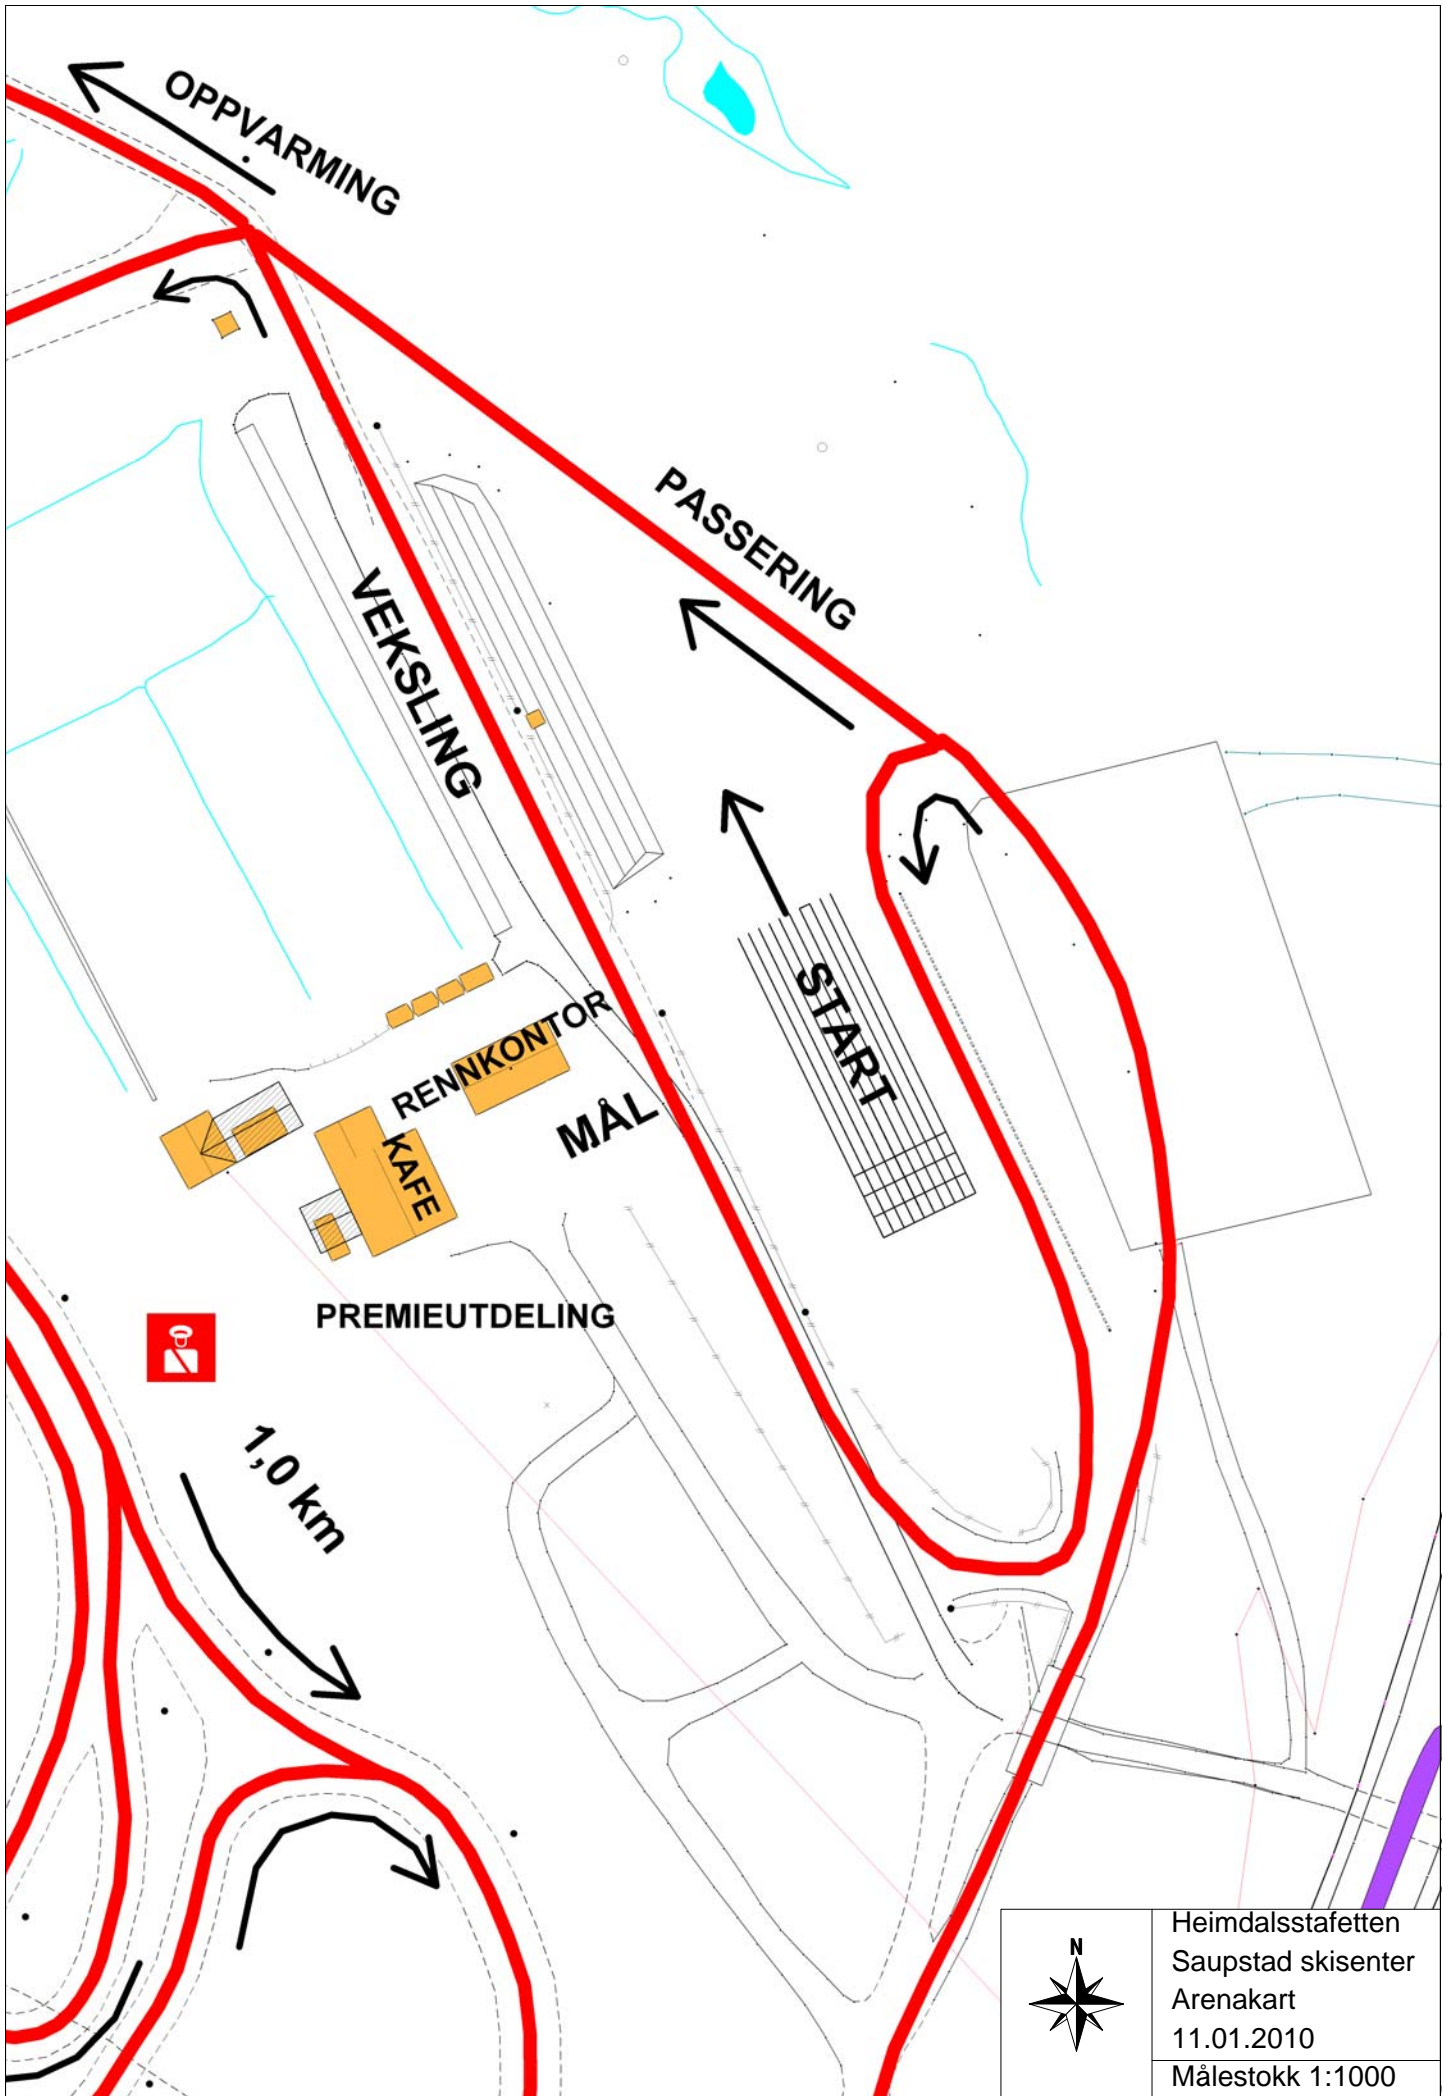 OPPVARMING
PASSERING
VEKSLING
START
RENNKONTOR
MÅL
KAFE
PREMIEUTDELING
1,0 km
N
Heimdalsstafetten
Saupstad skisenter
Arenakart
11.01.2010
Målestokk 1:1000